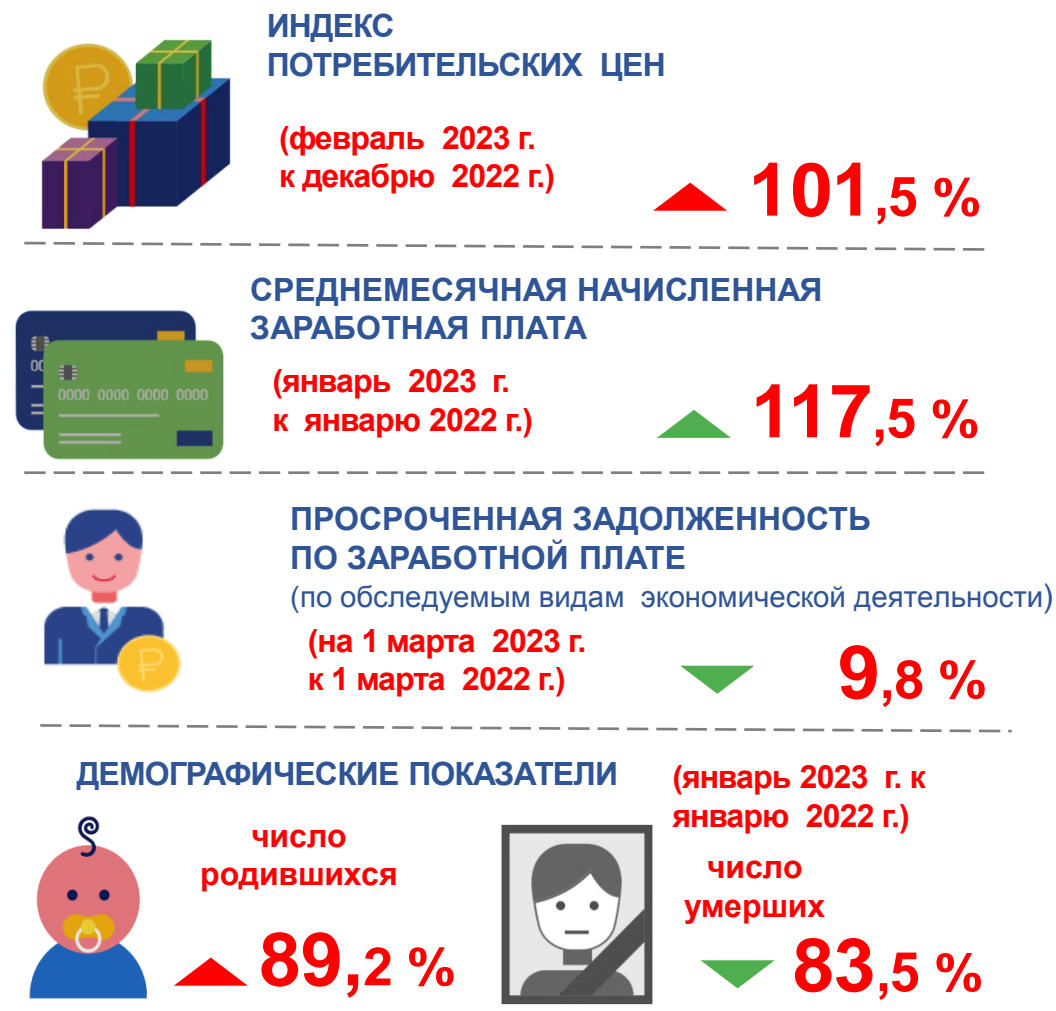 ИНДЕКС
ПОТРЕБИТЕЛЬСКИХ ЦЕН
(февраль 2023 г.
к декабрю 2022 г.)
101,5 %
СРЕДНЕМЕСЯЧНАЯ НАЧИСЛЕННАЯ
ЗАРАБОТНАЯ ПЛАТА
00
0000 0000 0000 0000
(январь 2023 г.
к январю 2022 г.)
117,5 %
ПРОСРОЧЕННАЯ ЗАДОЛЖЕННОСТЬ
ПО ЗАРАБОТНОЙ ПЛАТЕ
(по обследуемым видам экономической деятельности)
(на 1 марта 2023 г.
к 1 марта 2022 г.)
9,8 %
ДЕМОГРАФИЧЕСКИЕ ПОКАЗАТЕЛИ
(январь 2023 г. к
январю 2022 г.)
число
родившихся
89,2 %
число
умерших
83,5 %